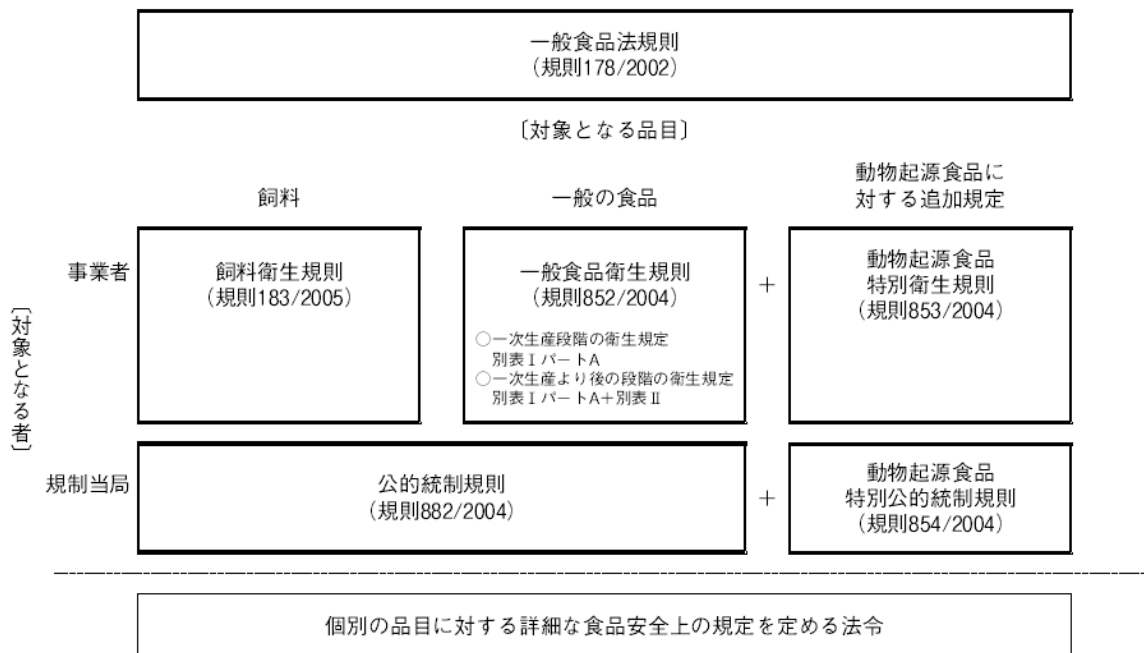 一般食品法規則
(規則178/2002)
〔対象となる品目〕
飼料
一般の食品
動物起源食品に
対する追加規定
〔対象となる者〕
事業者
飼料衛生規則
(規則183/2005)
一般食品衛生規則
(規則852/2004)
○一次生産段階の衛生規定
別表ⅠパートA
○一次生産より後の段階の衛生規定
別表ⅠパートA+別表Ⅱ
+
動物起源食品
特別衛生規則
(規則853/2004)
規制当局
公的統制規則
(規則882/2004)
+
動物起源食品
特別公的統制規則
(規則854/2004)
個別の品目に対する詳細な食品安全上の規定を定める法令